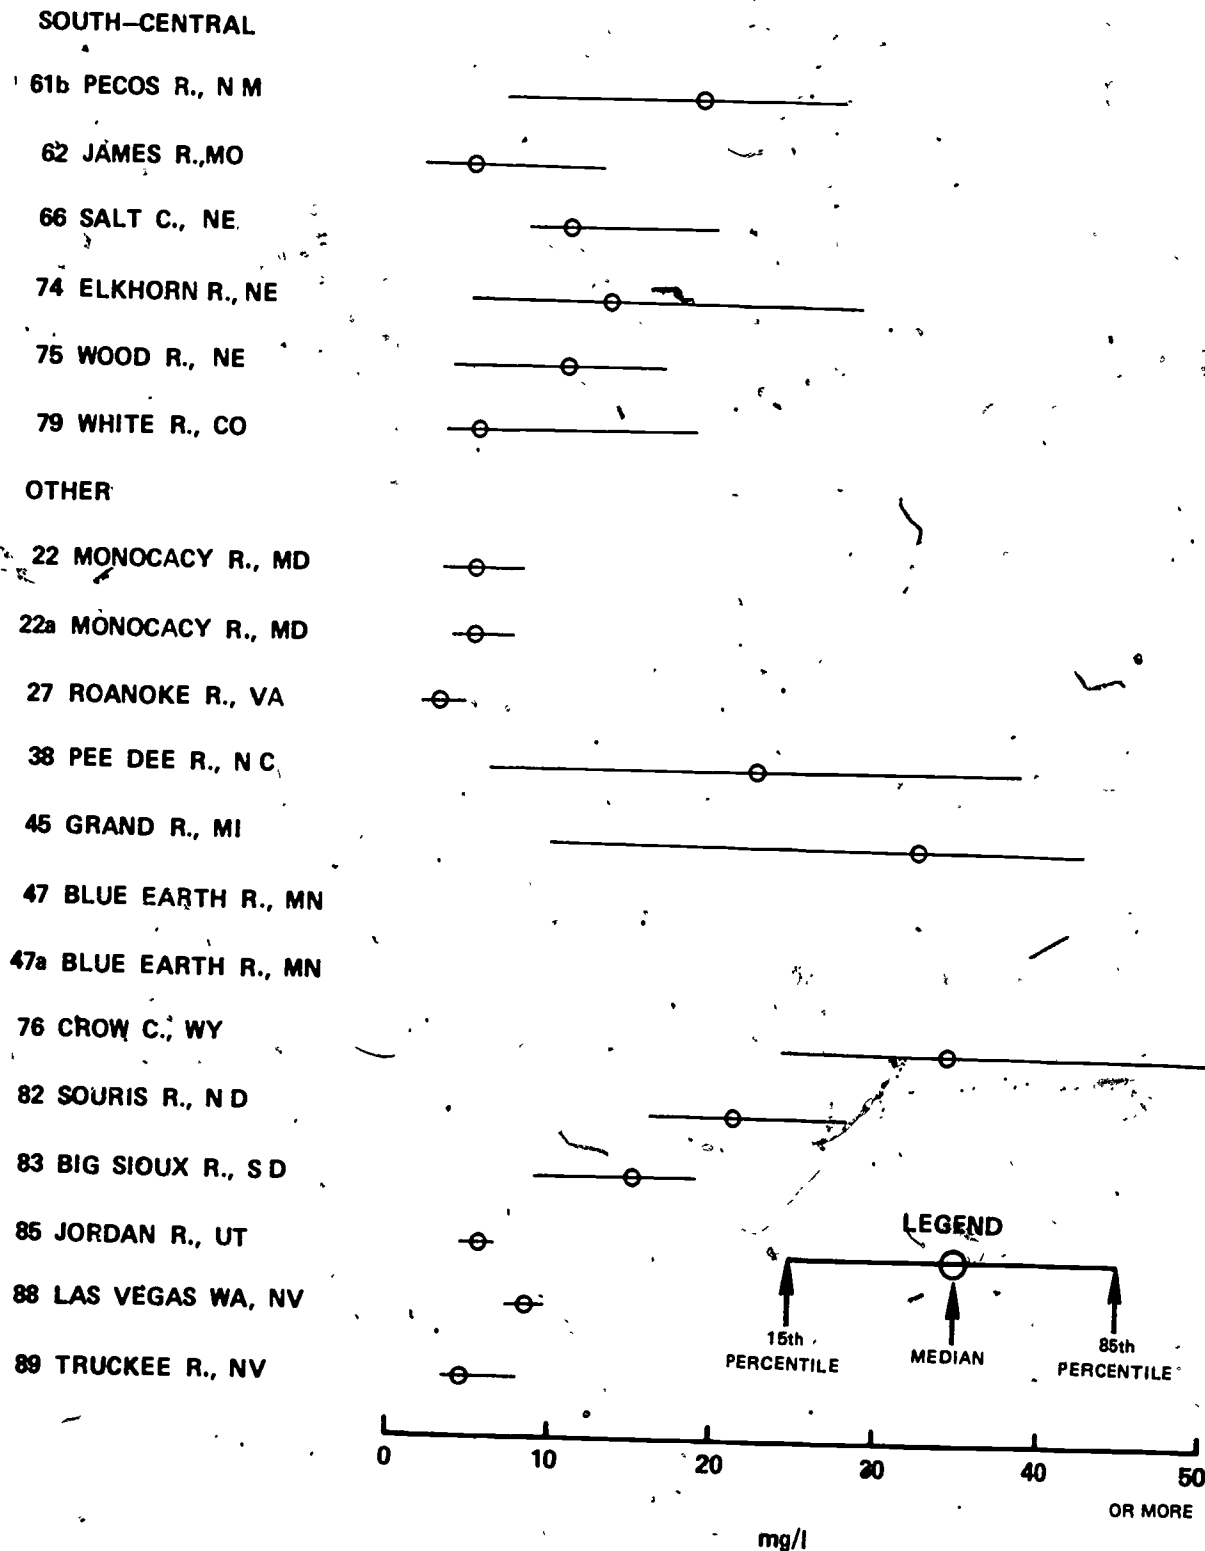 SOUTH–CENTRAL
61b PECOS R., N M
62 JAMES R., MO
66 SALT C., NE
74 ELKHORN R., NE
75 WOOD R., NE
79 WHITE R., CO
OTHER
22 MONOCACY R., MD
22a MONOCACY R., MD
27 ROANOKE R., VA
38 PEE DEE R., N C
45 GRAND R., MI
47 BLUE EARTH R., MN
47a BLUE EARTH R., MN
76 CROW C., WY
82 SOURIS R., N D
83 BIG SIOUX R., S D
85 JORDAN R., UT
88 LAS VEGAS WA, NV
89 TRUCKEE R., NV
LEGEND
15th PERCENTILE
MEDIAN
85th PERCENTILE
0 10 20 30 40 50
OR MORE
mg/l